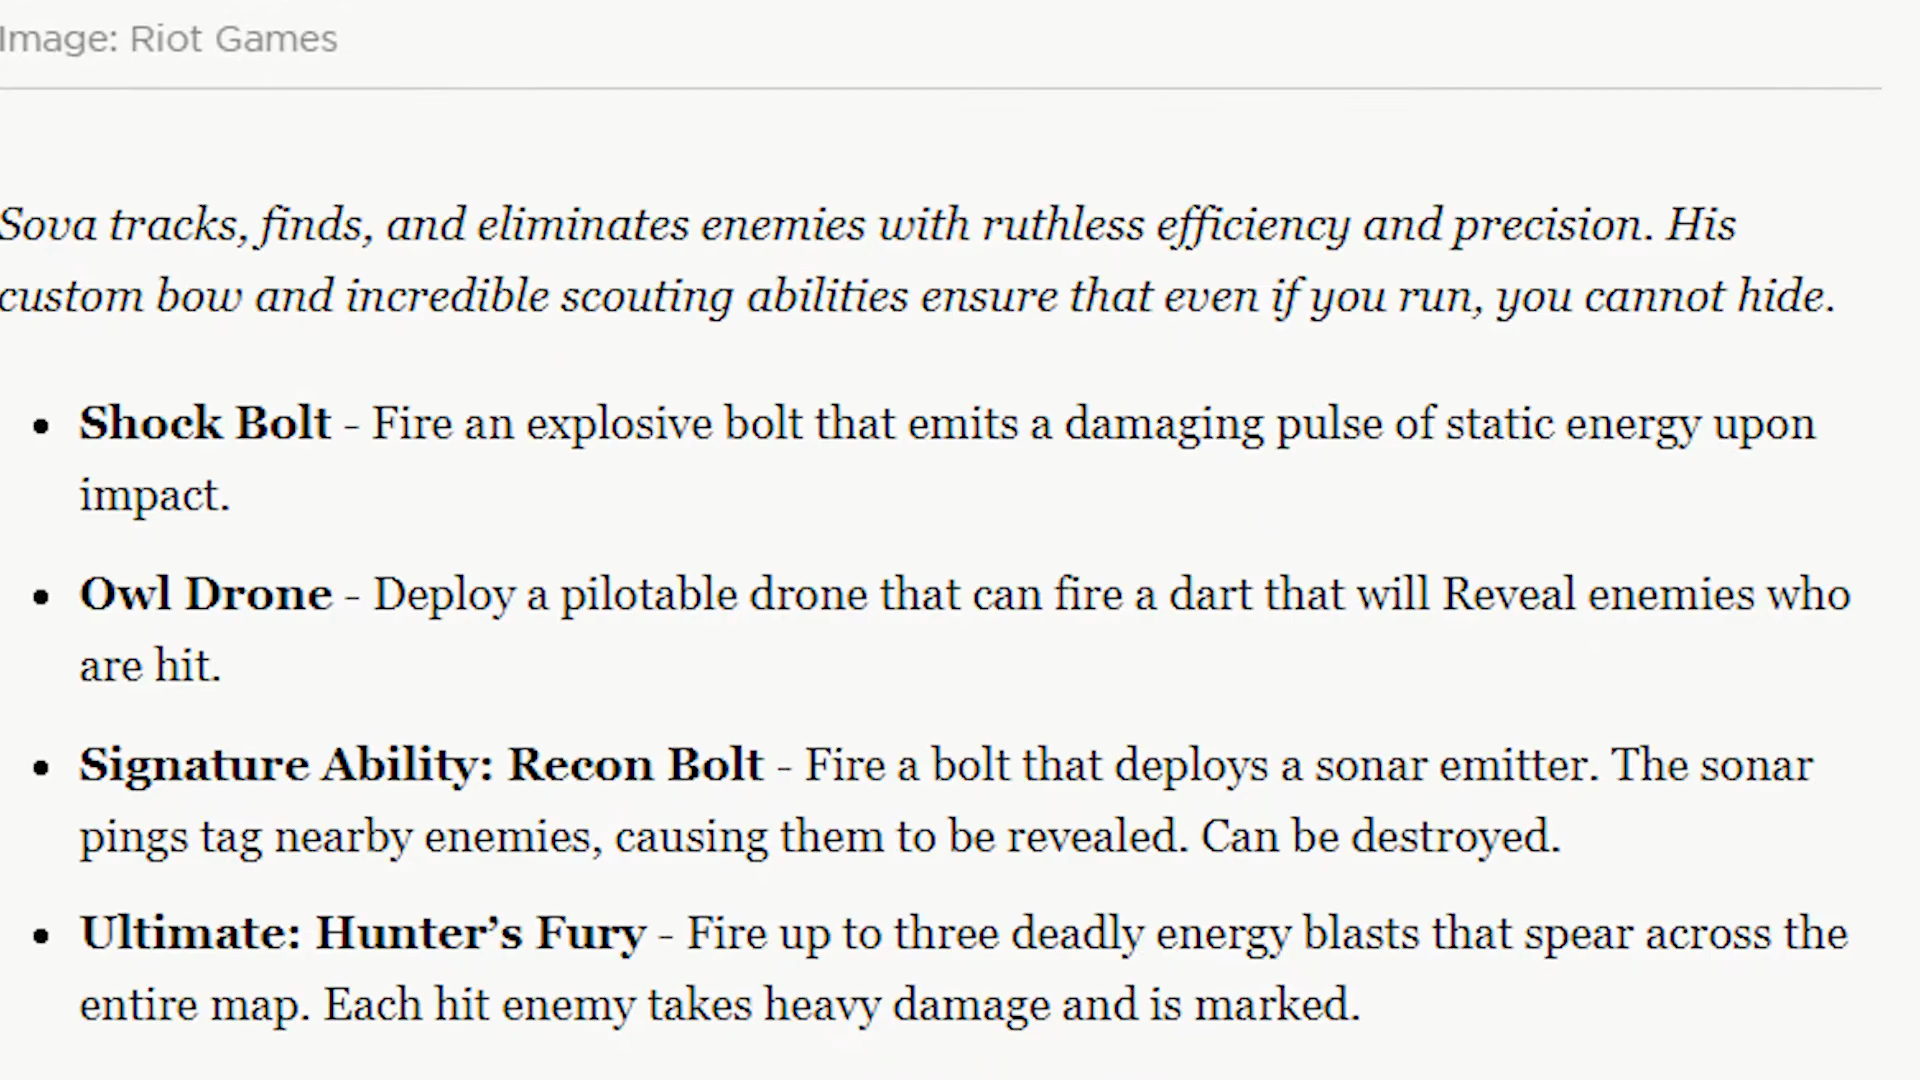 Image: Riot Games
Sova tracks, finds, and eliminates enemies with ruthless efficiency and precision. His
custom bow and incredible scouting abilities ensure that even if you run, you cannot hide.
• Shock Bolt - Fire an explosive bolt that emits a damaging pulse of static energy upon
impact.
• Owl Drone - Deploy a pilotable drone that can fire a dart that will Reveal enemies who
are hit.
• Signature Ability: Recon Bolt - Fire a bolt that deploys a sonar emitter. The sonar
pings tag nearby enemies, causing them to be revealed. Can be destroyed.
• Ultimate: Hunter’s Fury - Fire up to three deadly energy blasts that spear across the
entire map. Each hit enemy takes heavy damage and is marked.